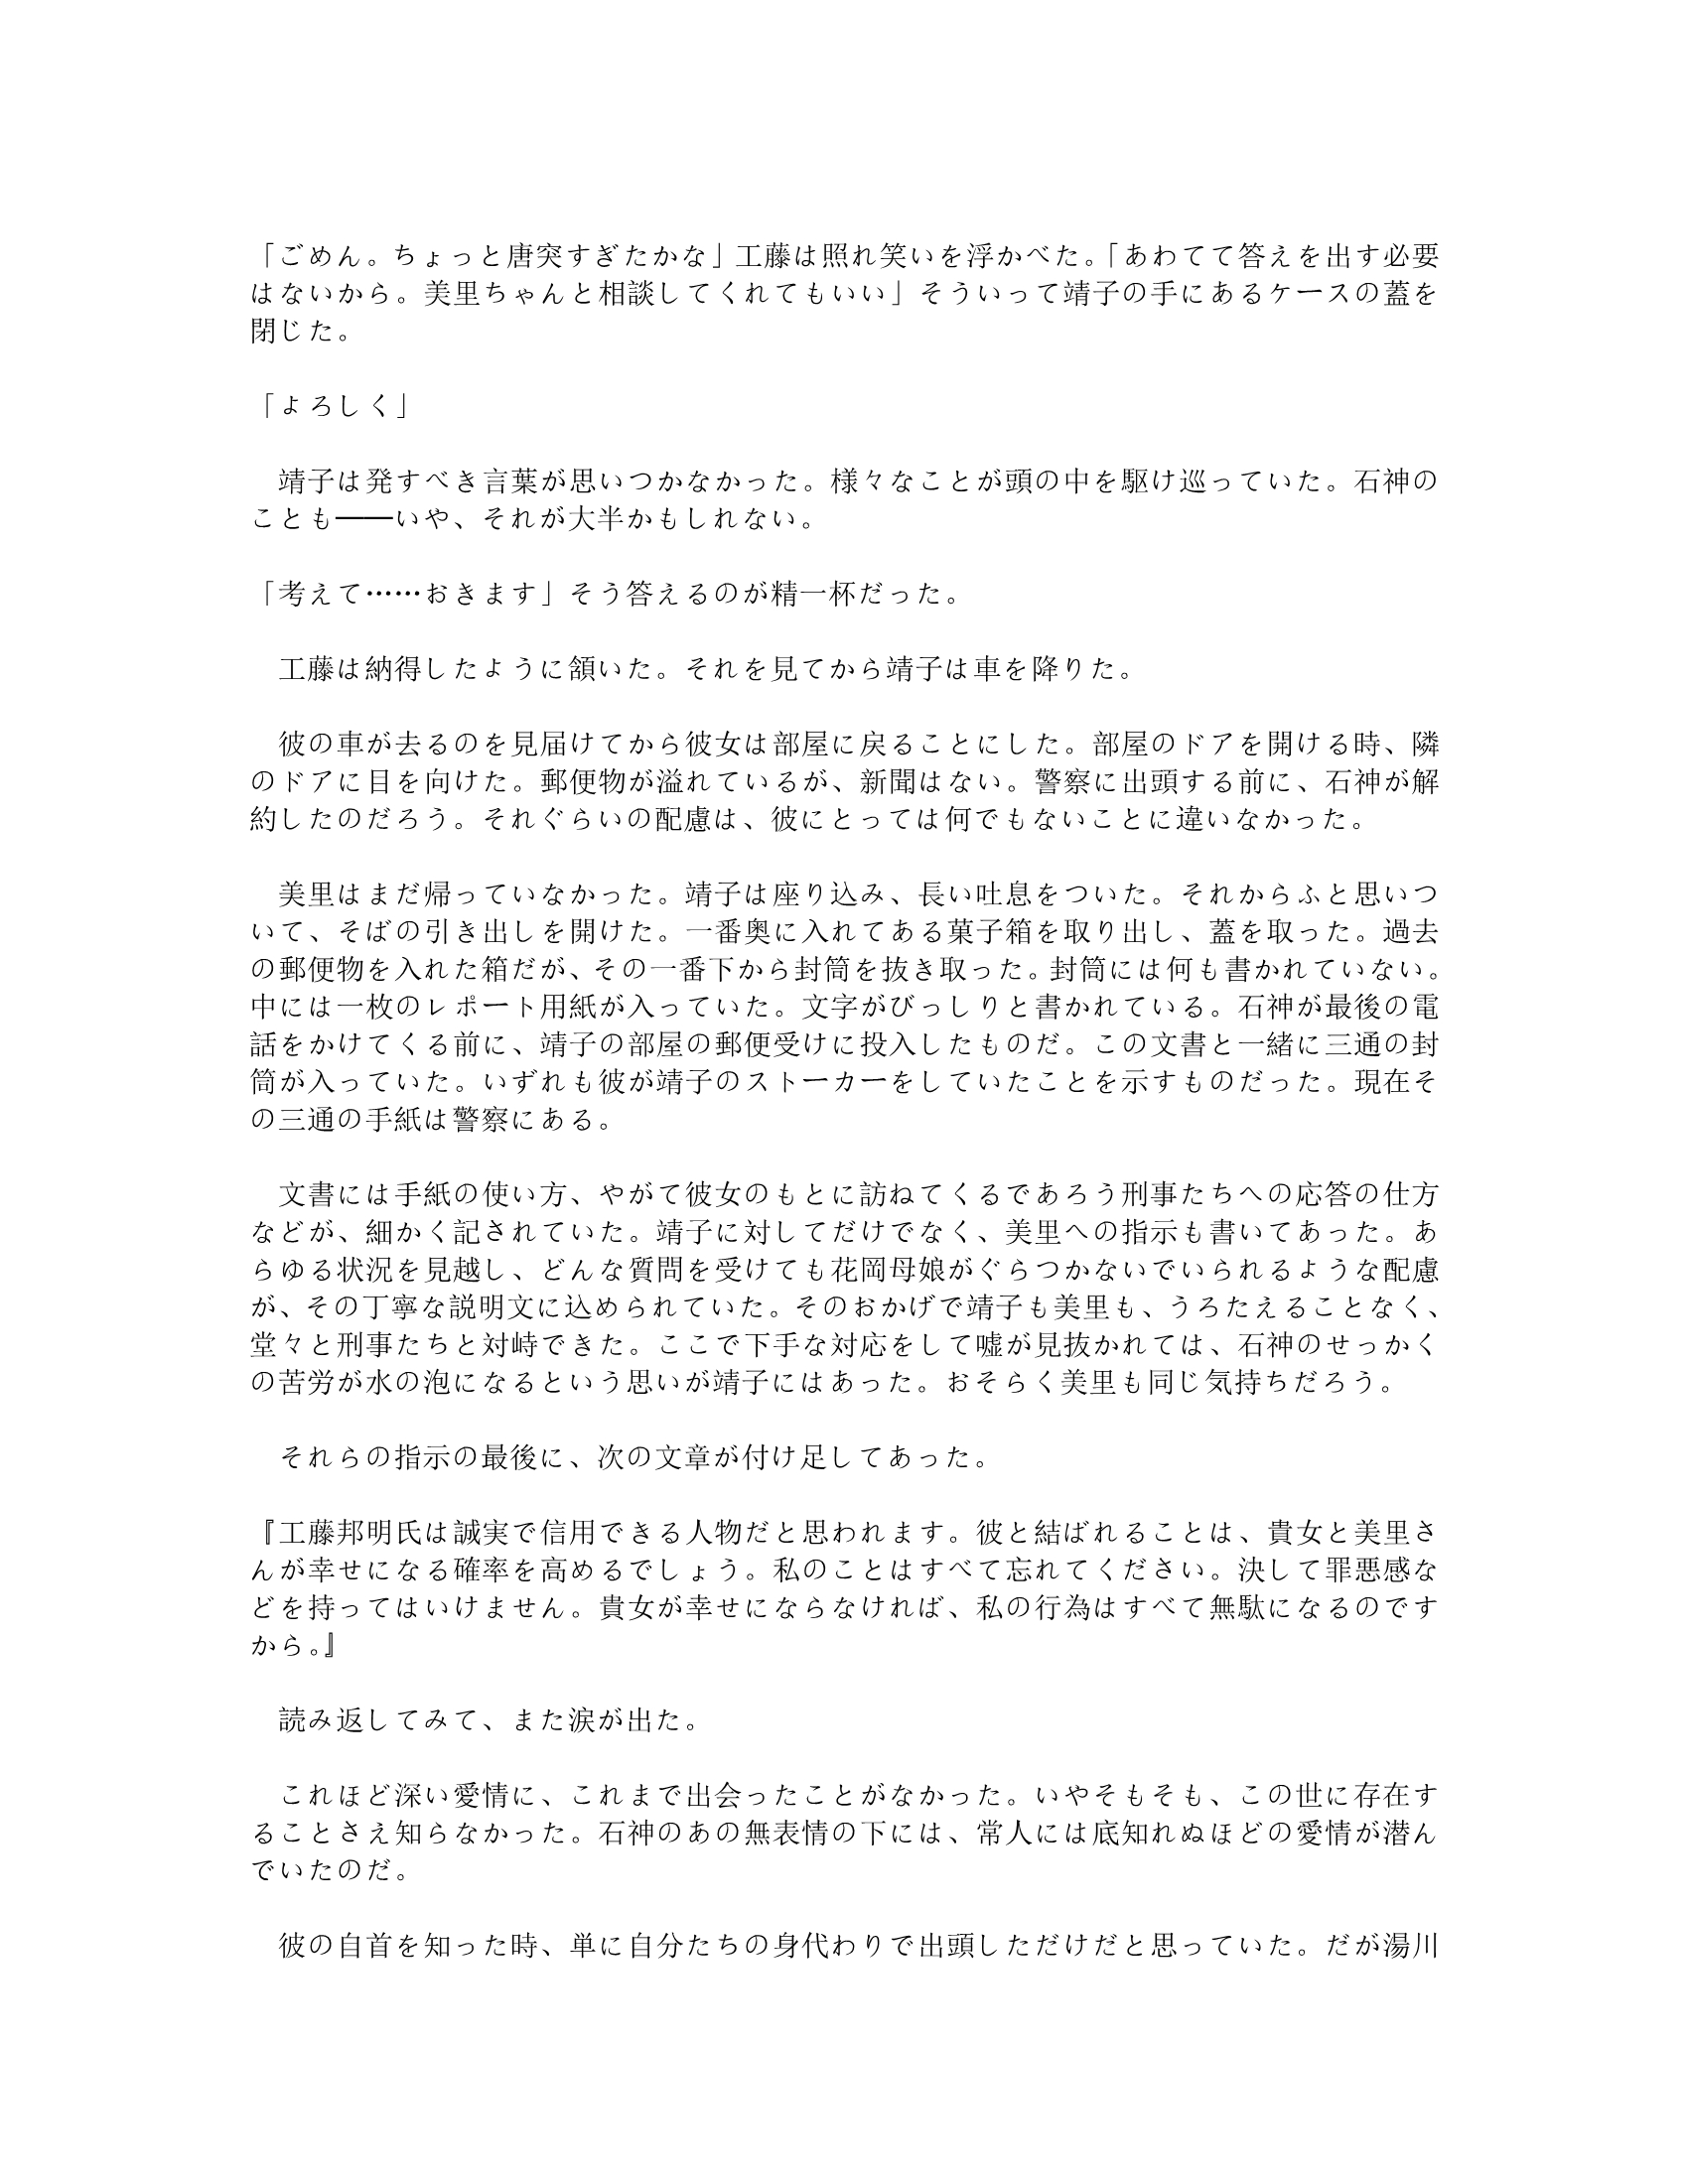 「ごめん。ちょっと唐突すぎたかな」工藤は照れ笑いを浮かべた。「あわてて答えを出す必要
はないから。美里ちゃんと相談してくれてもいい」そういって靖子の手にあるケースの蓋を
閉じた。
「よろしく」
　靖子は発すべき言葉が思いつかなかった。様々なことが頭の中を駆け巡っていた。石神の
ことも――いや、それが大半かもしれない。
「考えて……おきます」そう答えるのが精一杯だった。
　工藤は納得したように頷いた。それを見てから靖子は車を降りた。
　彼の車が去るのを見届けてから彼女は部屋に戻ることにした。部屋のドアを開ける時、隣
のドアに目を向けた。郵便物が溢れているが、新聞はない。警察に出頭する前に、石神が解
約したのだろう。それぐらいの配慮は、彼にとっては何でもないことに違いなかった。
　美里はまだ帰っていなかった。靖子は座り込み、長い吐息をついた。それからふと思いつ
いて、そばの引き出しを開けた。一番奥に入れてある菓子箱を取り出し、蓋を取った。過去
の郵便物を入れた箱だが、その一番下から封筒を抜き取った。封筒には何も書かれていない。
中には一枚のレポート用紙が入っていた。文字がびっしりと書かれている。石神が最後の電
話をかけてくる前に、靖子の部屋の郵便受けに投入したものだ。この文書と一緒に三通の封
筒が入っていた。いずれも彼が靖子のストーカーをしていたことを示すものだった。現在そ
の三通の手紙は警察にある。
　文書には手紙の使い方、やがて彼女のもとに訪ねてくるであろう刑事たちへの応答の仕方
などが、細かく記されていた。靖子に対してだけでなく、美里への指示も書いてあった。あ
らゆる状況を見越し、どんな質問を受けても花岡母娘がぐらつかないでいられるような配慮
が、その丁寧な説明文に込められていた。そのおかげで靖子も美里も、うろたえることなく、
堂々と刑事たちと対峙できた。ここで下手な対応をして嘘が見抜かれては、石神のせっかく
の苦労が水の泡になるという思いが靖子にはあった。おそらく美里も同じ気持ちだろう。
　それらの指示の最後に、次の文章が付け足してあった。
『工藤邦明氏は誠実で信用できる人物だと思われます。彼と結ばれることは、貴女と美里さ
んが幸せになる確率を高めるでしょう。私のことはすべて忘れてください。決して罪悪感な
どを持ってはいけません。貴女が幸せにならなければ、私の行為はすべて無駄になるのです
から。』
　読み返してみて、また涙が出た。
　これほど深い愛情に、これまで出会ったことがなかった。いやそもそも、この世に存在す
ることさえ知らなかった。石神のあの無表情の下には、常人には底知れぬほどの愛情が潜ん
でいたのだ。
　彼の自首を知った時、単に自分たちの身代わりで出頭しただけだと思っていた。だが湯川